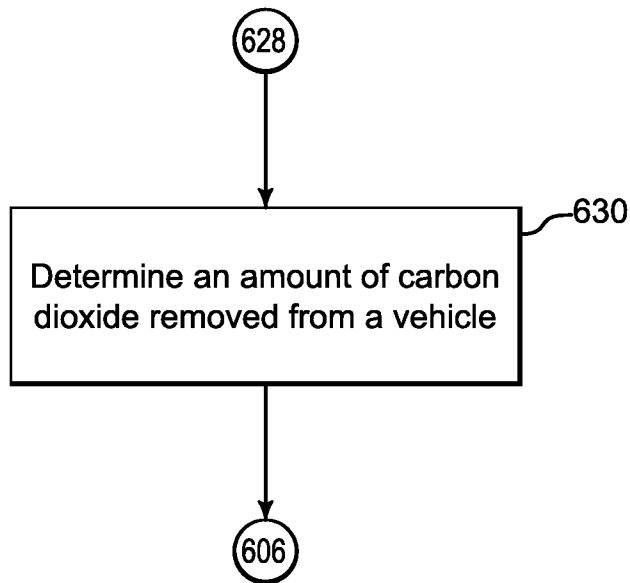 628
630
Determine an amount of carbon
dioxide removed from a vehicle
606